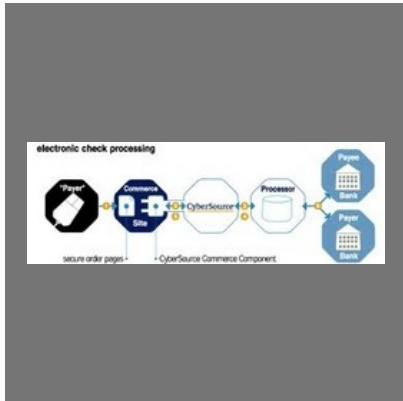 electronic check processing
"Payer"
Commerce
Site
CyberSource
Processor
Payee
Bank
Payer
Bank
secure order pages
CyberSource Commerce Component